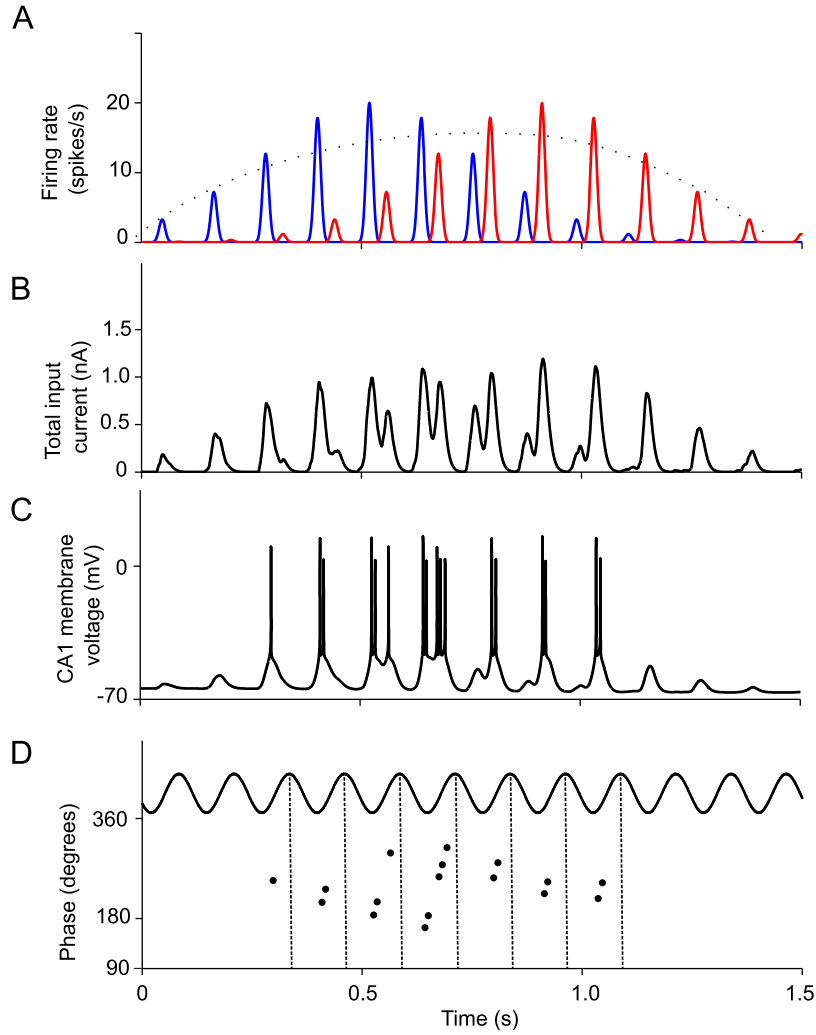 A
Firing rate
(spikes/s)
20
10
0
B
Total input
current (nA)
1.5
1.0
0.5
0
C
CA1 membrane
voltage (mV)
0
-70
D
Phase (degrees)
360
180
90
0
0.5
1.0
1.5
Time (s)